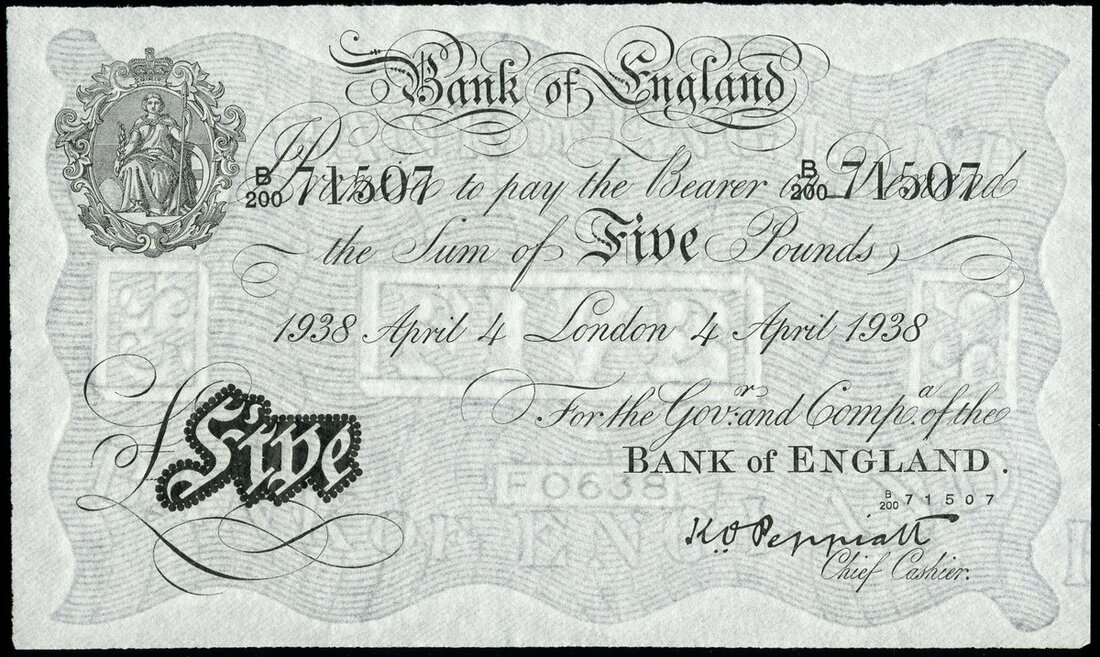 Bank of England
I Promise to pay the Bearer on Demand
B/200 71507 B/200 71507
the Sum of Five Pounds
1938 April 4 London 4 April 1938
For the Govr: and Compa. of the
BANK of ENGLAND.
£Five
F0638
B/200 71507
K.O. Peppiatt
Chief Cashier.